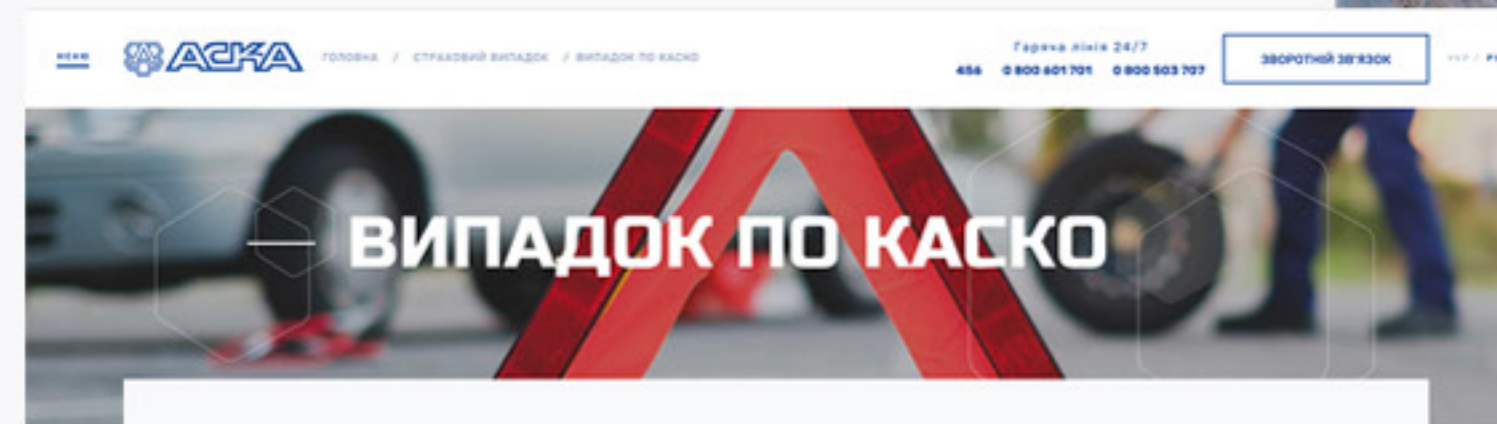 МЕНЮ
АСКА
ГОЛОВНА / СТРАХОВИЙ ВИПАДОК / ВИПАДОК ПО КАСКО
Гаряча лінія 24/7
456 0 800 601 701 0 800 503 707
ЗВОРОТНІЙ ЗВ'ЯЗОК
УКР /
ВИПАДОК ПО КАСКО